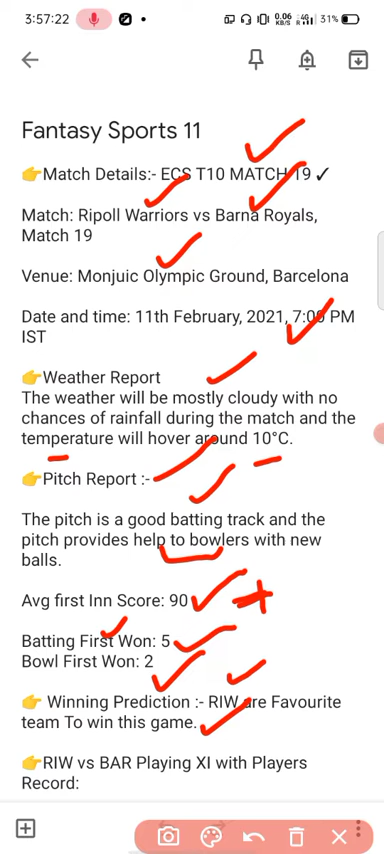 3:57:22 0.06 KB/S 4G 31%
Fantasy Sports 11
👉Match Details:- ECS T10 MATCH 19 ✓
Match: Ripoll Warriors vs Barna Royals,
Match 19
Venue: Monjuic Olympic Ground, Barcelona
Date and time: 11th February, 2021, 7:00 PM
IST
👉Weather Report
The weather will be mostly cloudy with no
chances of rainfall during the match and the
temperature will hover around 10°C.
👉Pitch Report :-
The pitch is a good batting track and the
pitch provides help to bowlers with new
balls.
Avg first Inn Score: 90
Batting First Won: 5
Bowl First Won: 2
👉 Winning Prediction :- RIW are Favourite
team To win this game.
👉RIW vs BAR Playing XI with Players
Record: